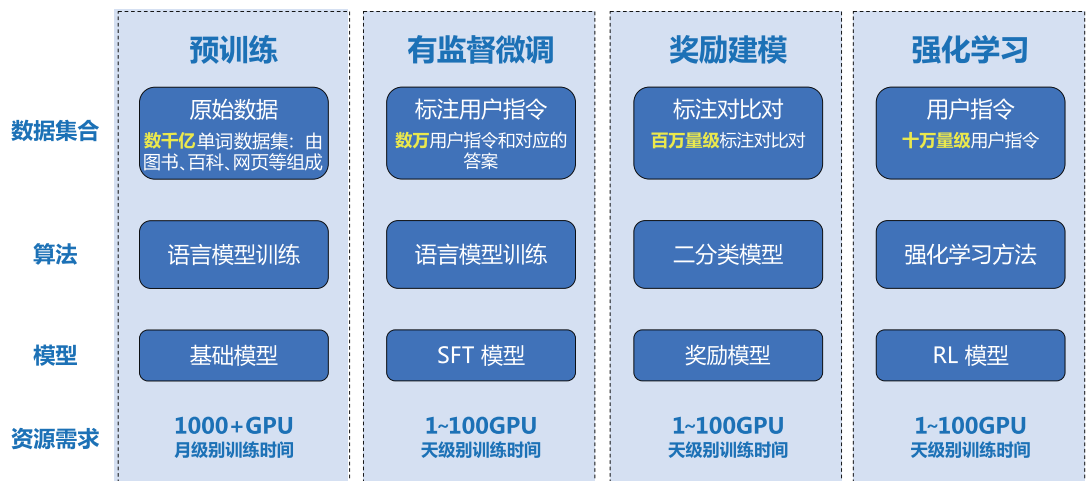 预训练
有监督微调
奖励建模
强化学习
数据集合
原始数据
数千亿单词数据集：由
图书、百科、网页等组成
标注用户指令
数万用户指令和对应的
答案
标注对比对
百万量级标注对比对
用户指令
十万量级用户指令
算法
语言模型训练
语言模型训练
二分类模型
强化学习方法
模型
基础模型
SFT 模型
奖励模型
RL 模型
资源需求
1000+GPU
月级别训练时间
1~100GPU
天级别训练时间
1~100GPU
天级别训练时间
1~100GPU
天级别训练时间